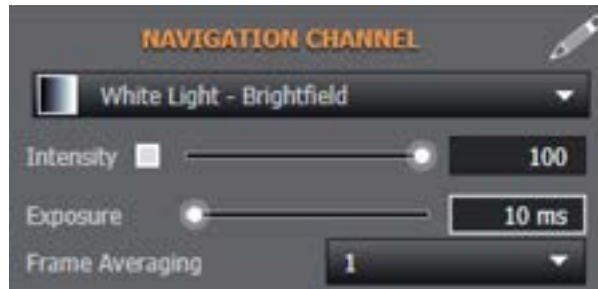 NAVIGATION CHANNEL
White Light - Brightfield
Intensity 100
Exposure 10 ms
Frame Averaging 1